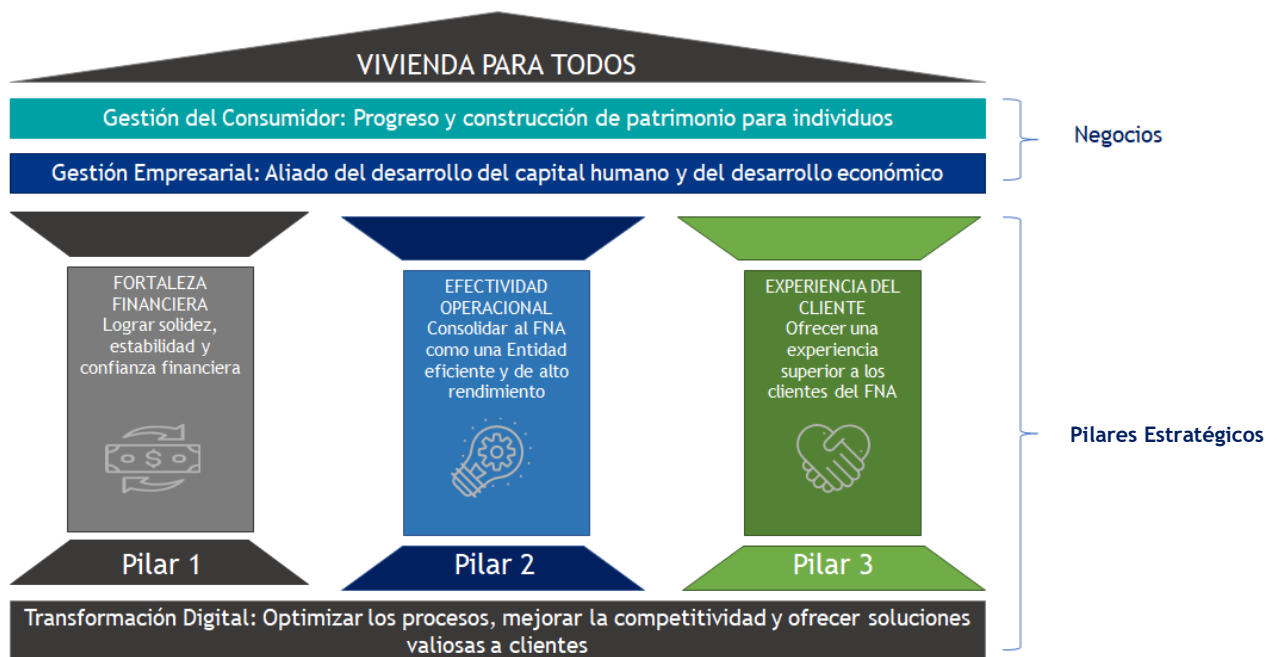 VIVIENDA PARA TODOS
Gestión del Consumidor: Progreso y construcción de patrimonio para individuos
Gestión Empresarial: Aliado del desarrollo del capital humano y del desarrollo económico
Negocios
FORTALEZA
FINANCIERA
Lograr solidez,
estabilidad y
confianza financiera
Pilar 1
EFECTIVIDAD
OPERACIONAL
Consolidar al FNA
como una Entidad
eficiente y de alto
rendimiento
Pilar 2
EXPERIENCIA DEL
CLIENTE
Ofrecer una
experiencia
superior a los
clientes del FNA
Pilar 3
Pilares Estratégicos
Transformación Digital: Optimizar los procesos, mejorar la competitividad y ofrecer soluciones
valiosas a clientes